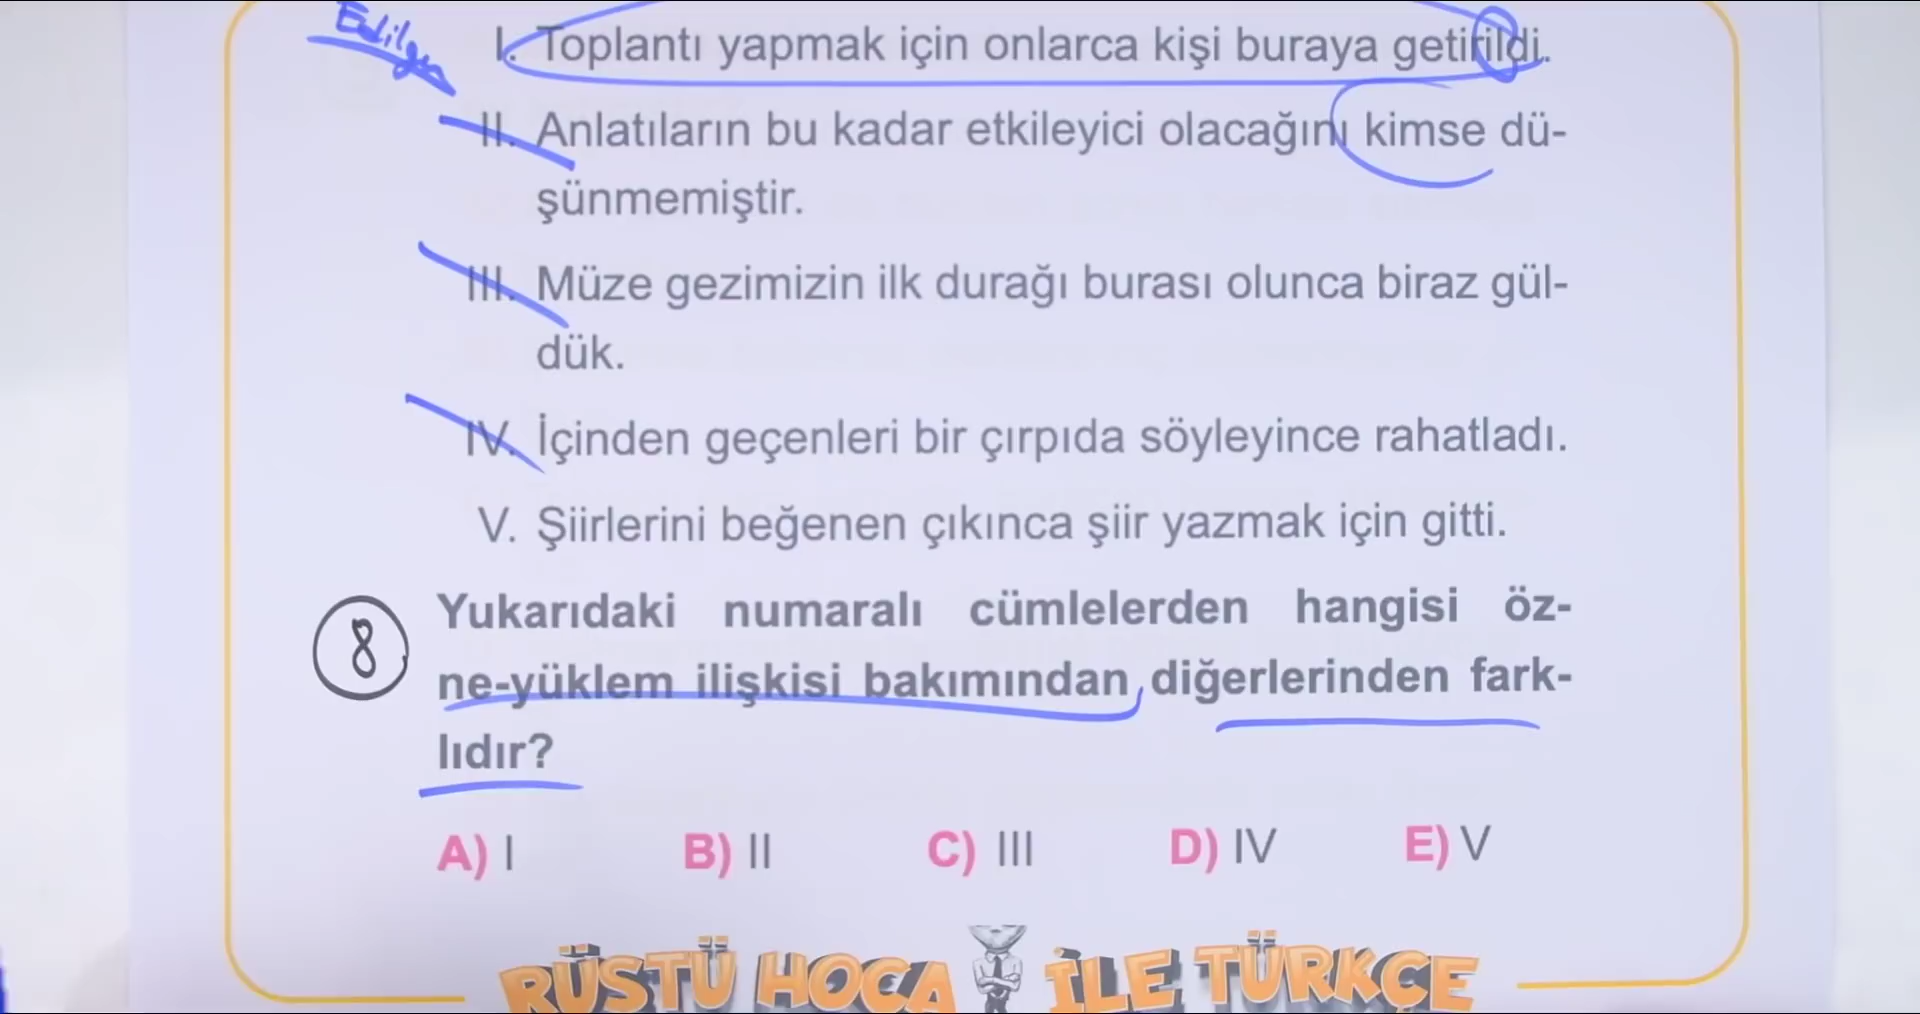 Edilgen
I. Toplantı yapmak için onlarca kişi buraya getirildi.
II. Anlatıların bu kadar etkileyici olacağını kimse dü-
şünmemiştir.
III. Müze gezimizin ilk durağı burası olunca biraz gül-
dük.
IV. İçinden geçenleri bir çırpıda söyleyince rahatladı.
V. Şiirlerini beğenen çıkınca şiir yazmak için gitti.
8
Yukarıdaki numaralı cümlelerden hangisi öz-
ne-yüklem ilişkisi bakımından diğerlerinden fark-
lıdır?
A) I B) II C) III D) IV E) V
RÜŞTÜ HOCA İLE TÜRKÇE